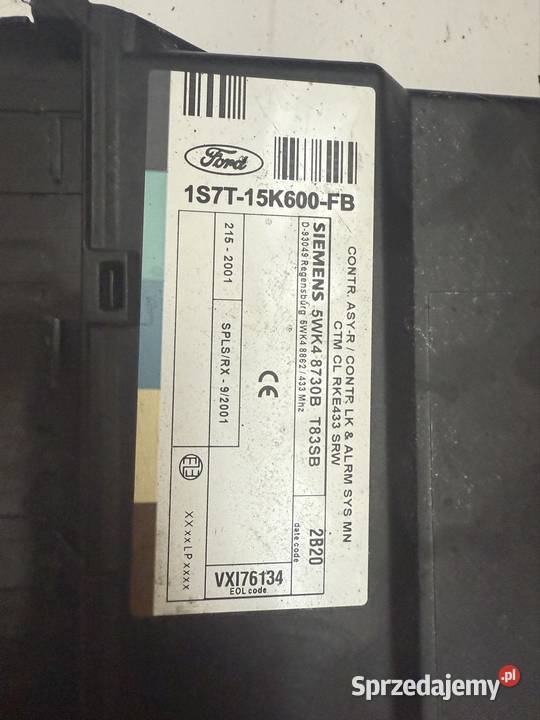 Ford
1S7T-15K600-FB
CONTR. ASY-R / CONTR. LK & ALRM SYS MN
CTM CL RKE433 SRW
SIEMENS 5WK4 8730B T83SB
D-93049 Regensburg 5WK4 8862 / 433 Mhz
2B20
date code
CE
215 - 2001
SPLS/RX - 9/2001
E13
XXxxLPxxxx
VXI76134
EOL code
Sprzedajemy.pl